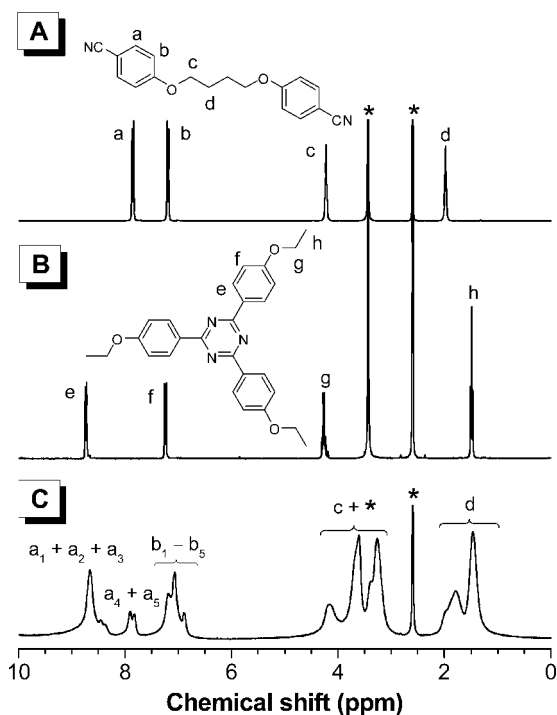 A
NC
a
b
O
c
d
O
CN
a
b
c
*
*
d
B
O
h
g
f
e
N
N
N
O
O
e
f
g
h
C
a1 + a2 + a3
a4 + a5
b1 – b5
c + *
*
d
10
8
6
4
2
0
Chemical shift (ppm)